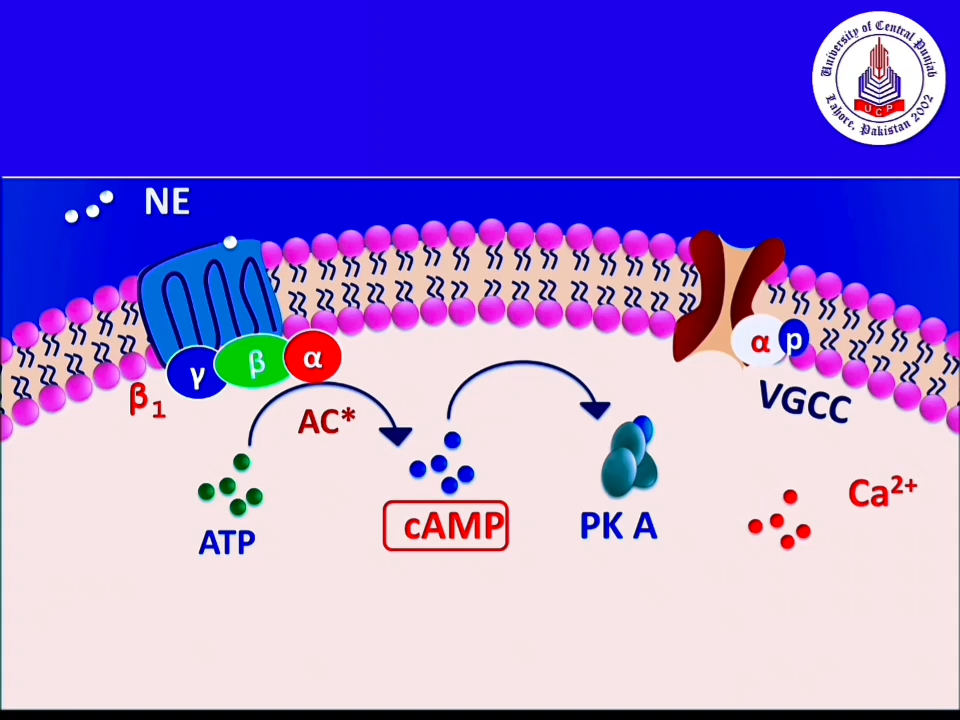 University of Central Punjab
UCP
Lahore, Pakistan 2002
NE
γ
β
α
α
p
β1
AC*
VGCC
ATP
cAMP
PK A
Ca²⁺